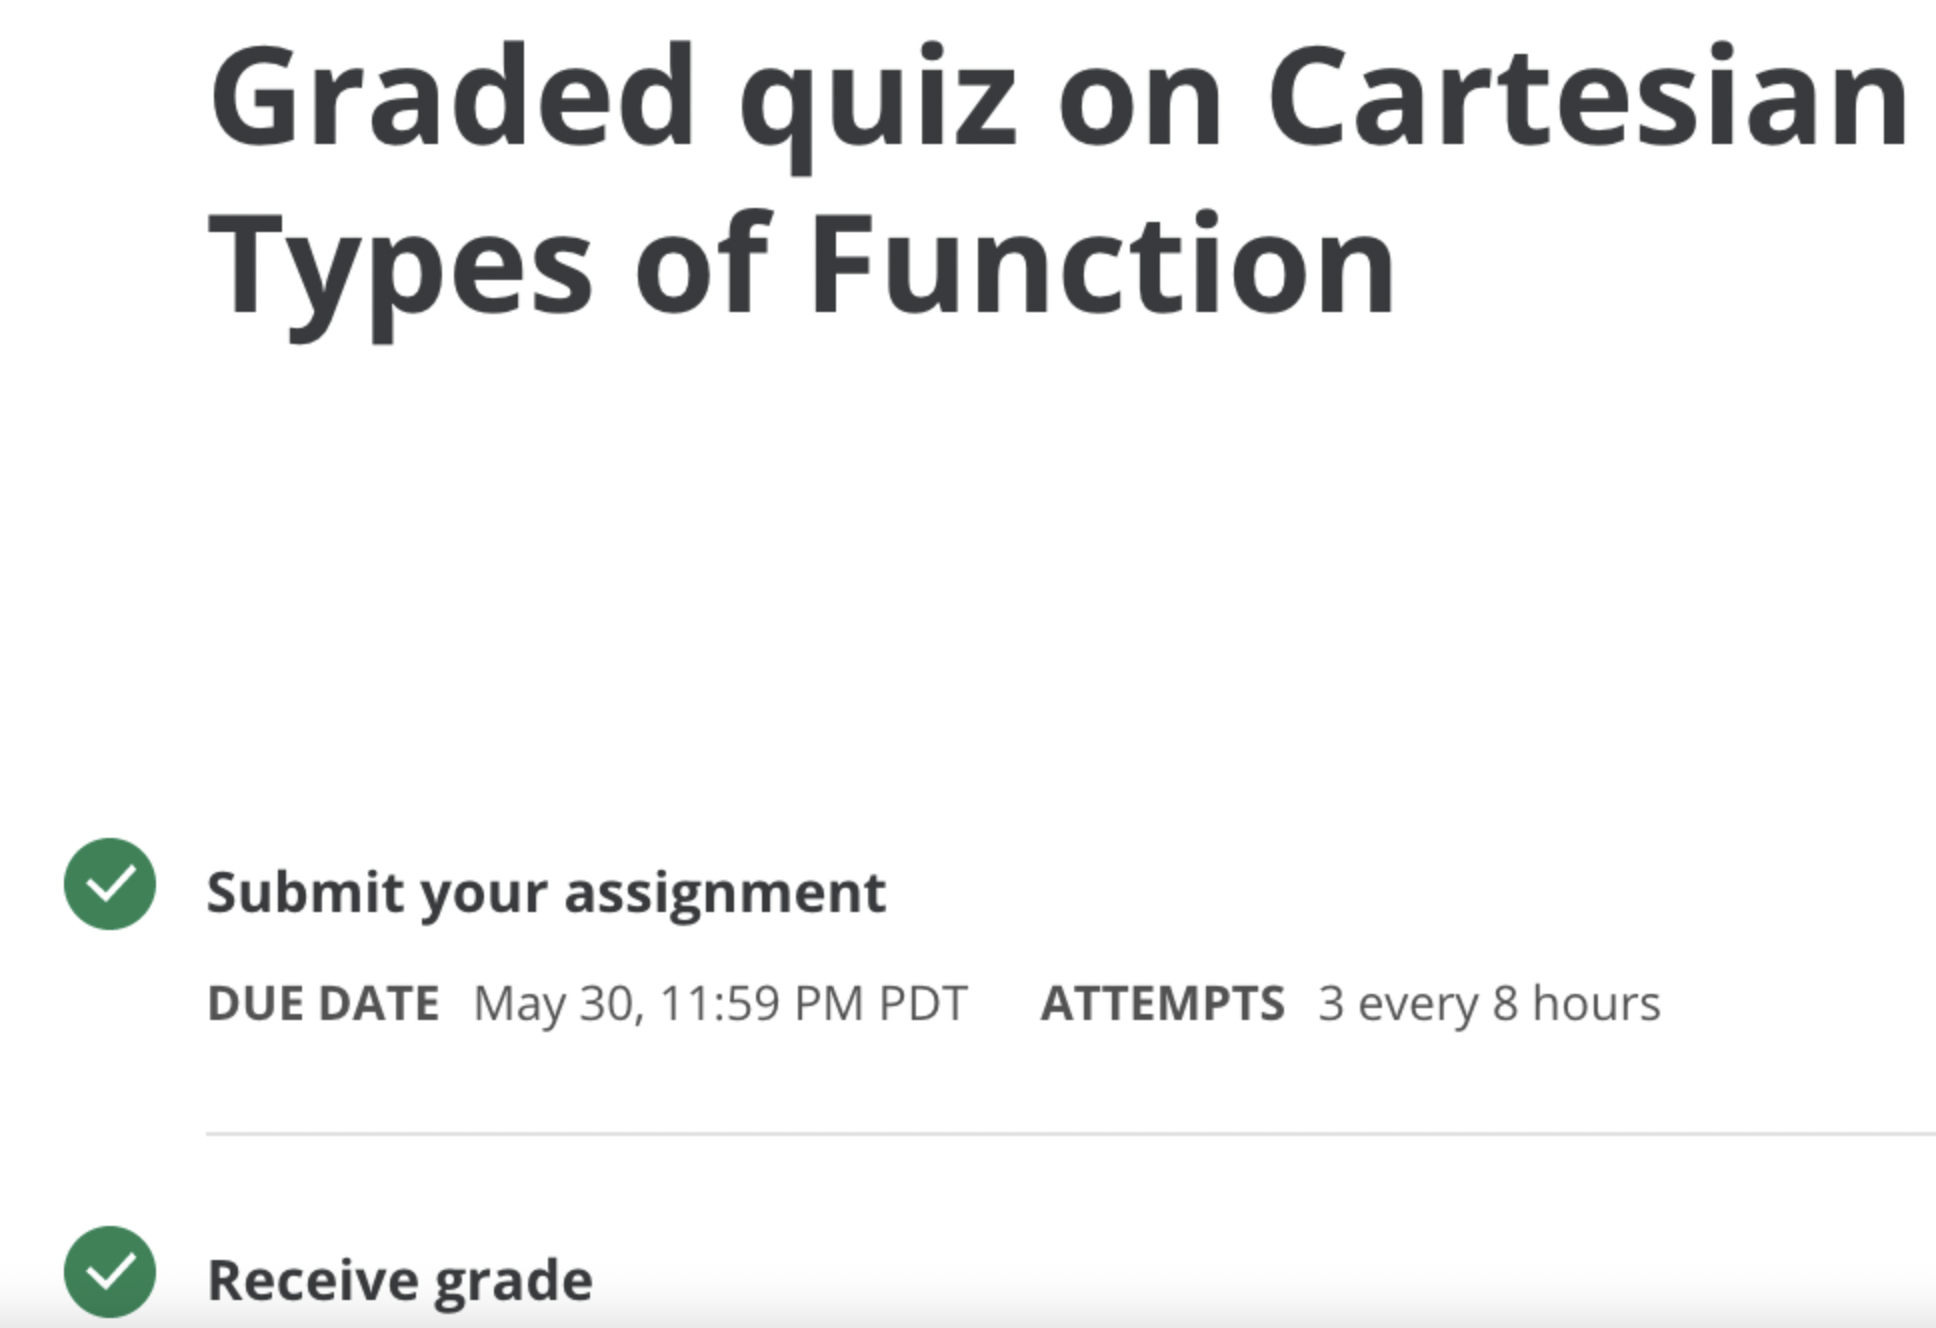 Graded quiz on Cartesian
Types of Function
Submit your assignment
DUE DATE May 30, 11:59 PM PDT ATTEMPTS 3 every 8 hours
Receive grade